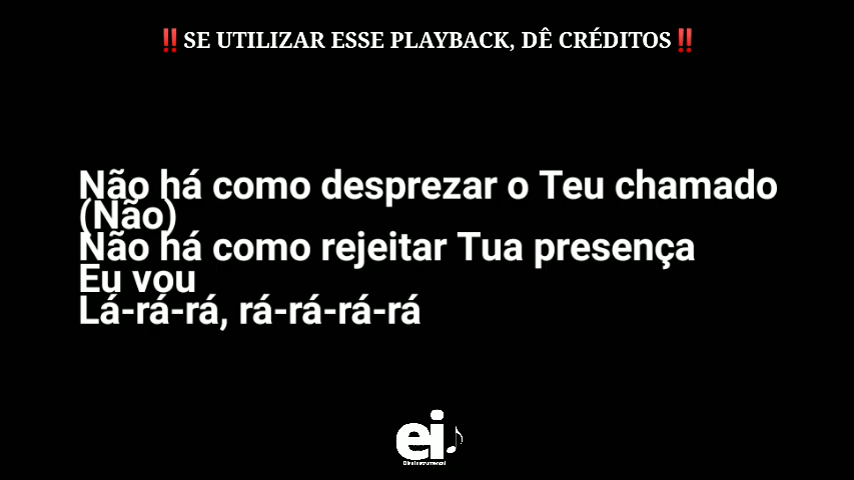 ‼️SE UTILIZAR ESSE PLAYBACK, DÊ CRÉDITOS‼️
Não há como desprezar o Teu chamado
(Não)
Não há como rejeitar Tua presença
Eu vou
Lá-rá-rá, rá-rá-rá-rá
ei